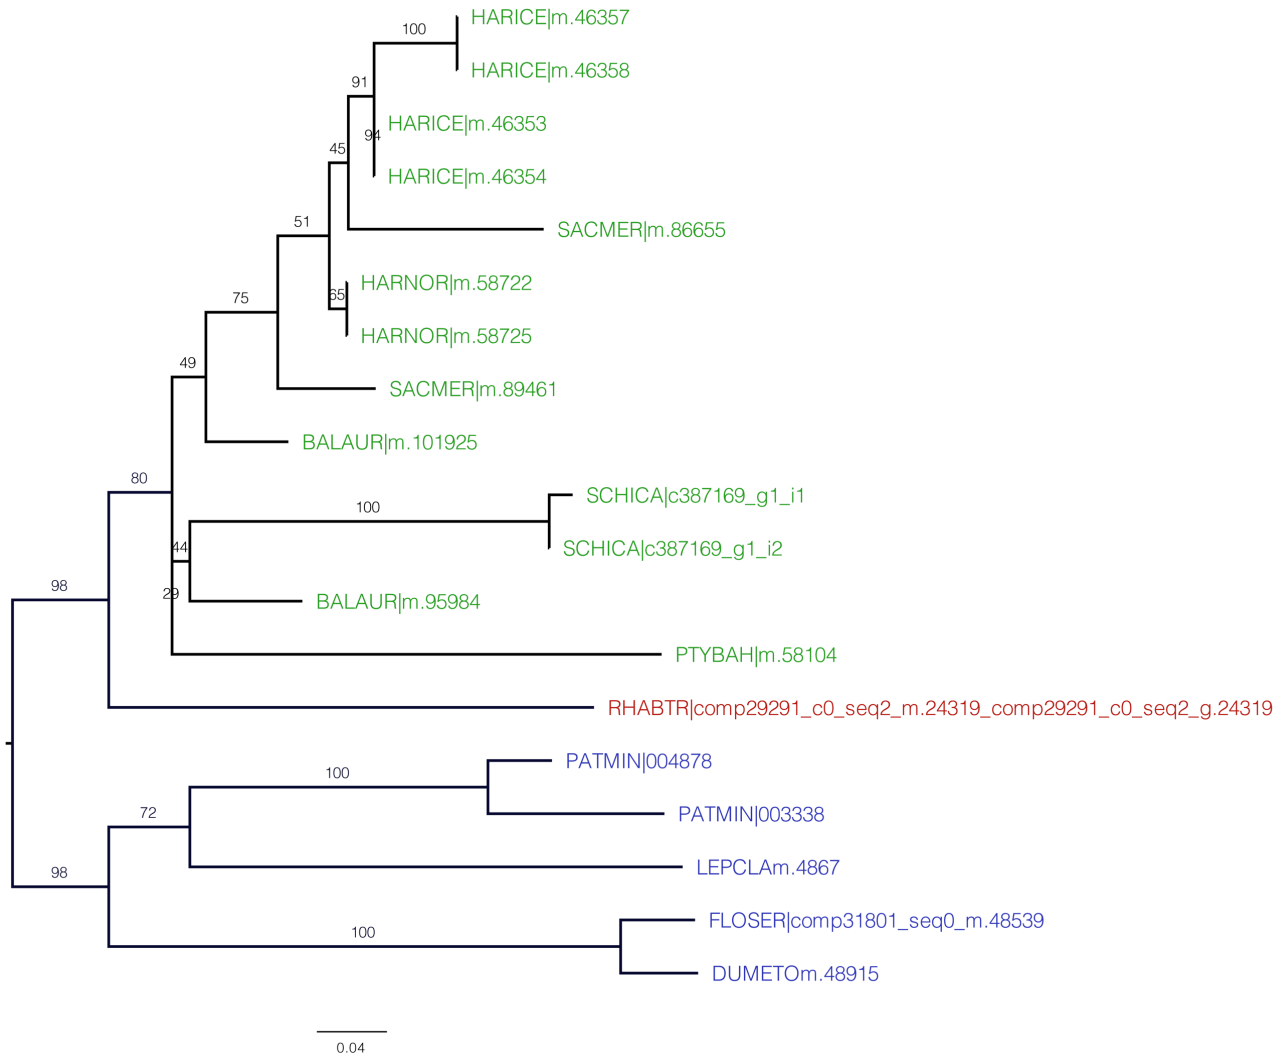 HARICE|m.46357
100
HARICE|m.46358
91
HARICE|m.46353
94
45
HARICE|m.46354
51
SACMER|m.86655
HARNOR|m.58722
65
75
HARNOR|m.58725
49
SACMER|m.89461
BALAUR|m.101925
80
SCHICA|c387169_g1_i1
100
44
SCHICA|c387169_g1_i2
98
29
BALAUR|m.95984
PTYBAH|m.58104
RHABTR|comp29291_c0_seq2_m.24319_comp29291_c0_seq2_g.24319
PATMIN|004878
100
72
PATMIN|003338
98
LEPCLAm.4867
FLOSER|comp31801_seq0_m.48539
100
DUMETOm.48915
0.04